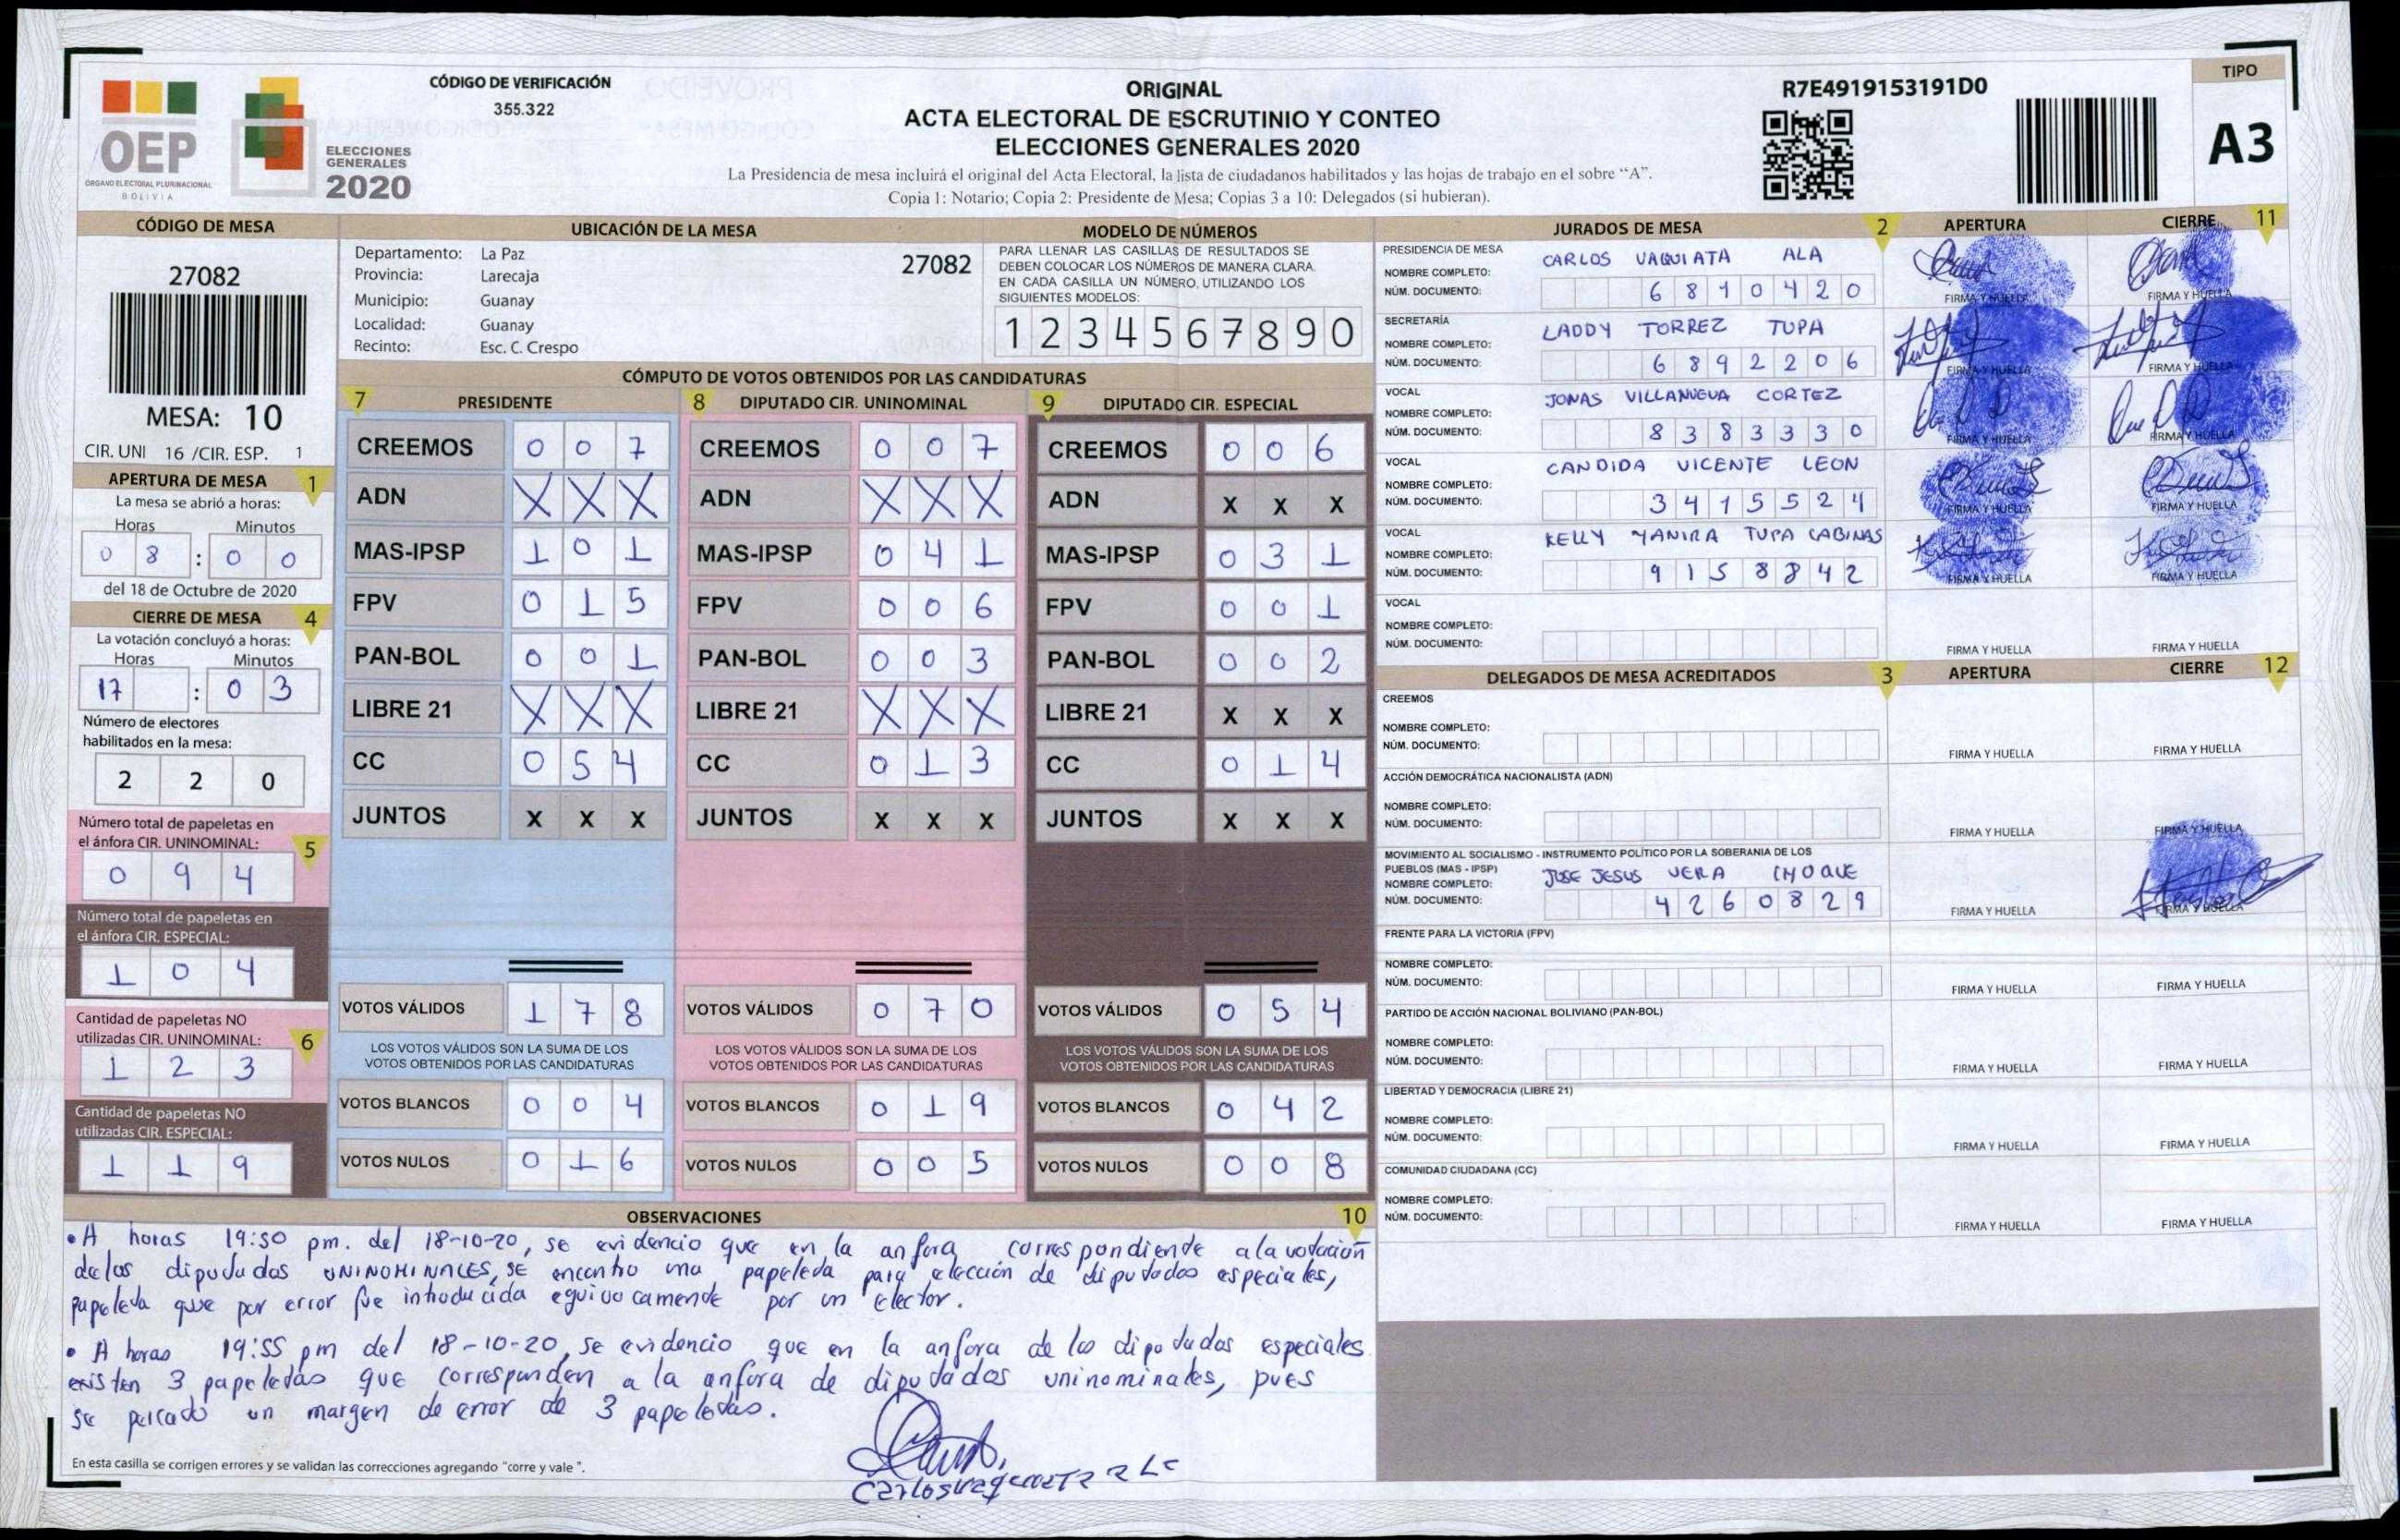 OEP
ÓRGANO ELECTORAL PLURINACIONAL
BOLIVIA
ELECCIONES
GENERALES
2020
CÓDIGO DE VERIFICACIÓN
355.322
ORIGINAL
ACTA ELECTORAL DE ESCRUTINIO Y CONTEO
ELECCIONES GENERALES 2020
La Presidencia de mesa incluirá el original del Acta Electoral, la lista de ciudadanos habilitados y las hojas de trabajo en el sobre “A”.
Copia 1: Notario; Copia 2: Presidente de Mesa; Copias 3 a 10: Delegados (si hubieran).
R7E4919153191D0
TIPO
A3
CÓDIGO DE MESA
27082
MESA: 10
CIR. UNI 16 /CIR. ESP. 1
APERTURA DE MESA 1
La mesa se abrió a horas:
Horas Minutos
0 8 : 0 0
del 18 de Octubre de 2020
CIERRE DE MESA 4
La votación concluyó a horas:
Horas Minutos
17 : 0 3
Número de electores
habilitados en la mesa:
2 2 0
Número total de papeletas en
el ánfora CIR. UNINOMINAL: 5
0 9 4
Número total de papeletas en
el ánfora CIR. ESPECIAL:
1 0 4
Cantidad de papeletas NO
utilizadas CIR. UNINOMINAL: 6
1 2 3
Cantidad de papeletas NO
utilizadas CIR. ESPECIAL:
1 1 9
UBICACIÓN DE LA MESA
Departamento: La Paz
27082
Provincia: Larecaja
Municipio: Guanay
Localidad: Guanay
Recinto: Esc. C. Crespo
MODELO DE NÚMEROS
PARA LLENAR LAS CASILLAS DE RESULTADOS SE
DEBEN COLOCAR LOS NÚMEROS DE MANERA CLARA.
EN CADA CASILLA UN NÚMERO, UTILIZANDO LOS
SIGUIENTES MODELOS:
1 2 3 4 5 6 7 8 9 0
CÓMPUTO DE VOTOS OBTENIDOS POR LAS CANDIDATURAS
7 PRESIDENTE
CREEMOS 0 0 7
ADN X X X
MAS-IPSP 1 0 1
FPV 0 1 5
PAN-BOL 0 0 1
LIBRE 21 X X X
CC 0 5 4
JUNTOS X X X
VOTOS VÁLIDOS 1 7 8
LOS VOTOS VÁLIDOS SON LA SUMA DE LOS
VOTOS OBTENIDOS POR LAS CANDIDATURAS
VOTOS BLANCOS 0 0 4
VOTOS NULOS 0 1 6
8 DIPUTADO CIR. UNINOMINAL
CREEMOS 0 0 7
ADN X X X
MAS-IPSP 0 4 1
FPV 0 0 6
PAN-BOL 0 0 3
LIBRE 21 X X X
CC 0 1 3
JUNTOS X X X
VOTOS VÁLIDOS 0 7 0
LOS VOTOS VÁLIDOS SON LA SUMA DE LOS
VOTOS OBTENIDOS POR LAS CANDIDATURAS
VOTOS BLANCOS 0 1 9
VOTOS NULOS 0 0 5
9 DIPUTADO CIR. ESPECIAL
CREEMOS 0 0 6
ADN X X X
MAS-IPSP 0 3 1
FPV 0 0 1
PAN-BOL 0 0 2
LIBRE 21 X X X
CC 0 1 4
JUNTOS X X X
VOTOS VÁLIDOS 0 5 4
LOS VOTOS VÁLIDOS SON LA SUMA DE LOS
VOTOS OBTENIDOS POR LAS CANDIDATURAS
VOTOS BLANCOS 0 4 2
VOTOS NULOS 0 0 8
OBSERVACIONES 10
• A horas 19:50 pm. del 18-10-20, se evidencio que en la anfora correspondiende a la votación
delos dipudados UNINOMINALES, SE encontro una papeleda para elección de dipudados especiales,
papeleda que por error fue introducida equivocamende por un elector.
• A horas 19:55 pm del 18-10-20, se evidencio que en la anfora de los dipudados especiales
existen 3 papeledas que corresponden a la anfora de dipudados uninominales, pues
se un margen de error de 3 papeledas.
En esta casilla se corrigen errores y se validan las correcciones agregando “corre y vale”.
JURADOS DE MESA 2 APERTURA CIERRE 11
PRESIDENCIA DE MESA
NOMBRE COMPLETO: CARLOS VAQUIATA ALA
NÚM. DOCUMENTO: 6 8 1 0 4 2 0
FIRMA Y HUELLA FIRMA Y HUELLA
SECRETARÍA
NOMBRE COMPLETO: LADDY TORREZ TUPA
NÚM. DOCUMENTO: 6 8 9 2 2 0 6
FIRMA Y HUELLA FIRMA Y HUELLA
VOCAL
NOMBRE COMPLETO: JONAS VILLANUEVA CORTEZ
NÚM. DOCUMENTO: 8 3 8 3 3 3 0
FIRMA Y HUELLA FIRMA Y HUELLA
VOCAL
NOMBRE COMPLETO: CANDIDA VICENTE LEON
NÚM. DOCUMENTO: 3 4 1 5 5 2 4
FIRMA Y HUELLA FIRMA Y HUELLA
VOCAL
NOMBRE COMPLETO: KELLY YANIRA TUPA CABINAS
NÚM. DOCUMENTO: 9 1 5 8 8 4 2
FIRMA Y HUELLA FIRMA Y HUELLA
VOCAL
NOMBRE COMPLETO:
NÚM. DOCUMENTO:
FIRMA Y HUELLA FIRMA Y HUELLA
DELEGADOS DE MESA ACREDITADOS 3 APERTURA CIERRE 12
CREEMOS
NOMBRE COMPLETO:
NÚM. DOCUMENTO:
FIRMA Y HUELLA FIRMA Y HUELLA
ACCIÓN DEMOCRÁTICA NACIONALISTA (ADN)
NOMBRE COMPLETO:
NÚM. DOCUMENTO:
FIRMA Y HUELLA FIRMA Y HUELLA
MOVIMIENTO AL SOCIALISMO - INSTRUMENTO POLÍTICO POR LA SOBERANIA DE LOS
PUEBLOS (MAS - IPSP)
NOMBRE COMPLETO: JOSE JESUS VERA CHOQUE
NÚM. DOCUMENTO: 4 2 6 0 8 2 9
FIRMA Y HUELLA FIRMA Y HUELLA
FRENTE PARA LA VICTORIA (FPV)
NOMBRE COMPLETO:
NÚM. DOCUMENTO:
FIRMA Y HUELLA FIRMA Y HUELLA
PARTIDO DE ACCIÓN NACIONAL BOLIVIANO (PAN-BOL)
NOMBRE COMPLETO:
NÚM. DOCUMENTO:
FIRMA Y HUELLA FIRMA Y HUELLA
LIBERTAD Y DEMOCRACIA (LIBRE 21)
NOMBRE COMPLETO:
NÚM. DOCUMENTO:
FIRMA Y HUELLA FIRMA Y HUELLA
COMUNIDAD CIUDADANA (CC)
NOMBRE COMPLETO:
NÚM. DOCUMENTO:
FIRMA Y HUELLA FIRMA Y HUELLA